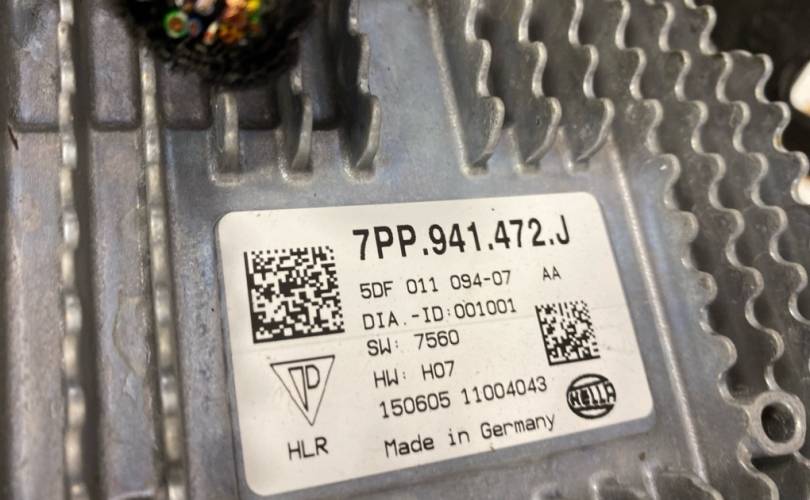 7PP.941.472.J
5DF 011 094-07 AA
DIA.-ID:001001
SW: 7560
HW: H07
150605 11004043
HELLA
HLR
Made in Germany